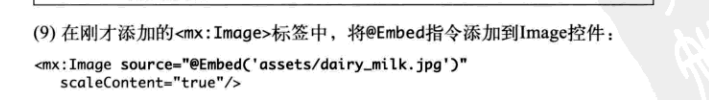 (9) 在刚才添加的<mx:Image>标签中，将@Embed指令添加到Image控件：
<mx:Image source="@Embed('assets/dairy_milk.jpg')"
scaleContent="true"/>